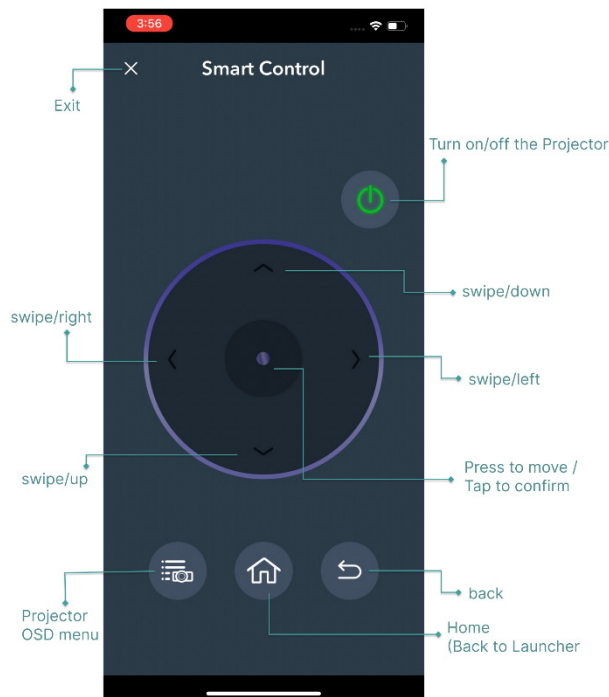 3:56
Smart Control
Exit
Turn on/off the Projector
swipe/down
swipe/right
swipe/left
Press to move /
Tap to confirm
swipe/up
back
Projector
OSD menu
Home
(Back to Launcher